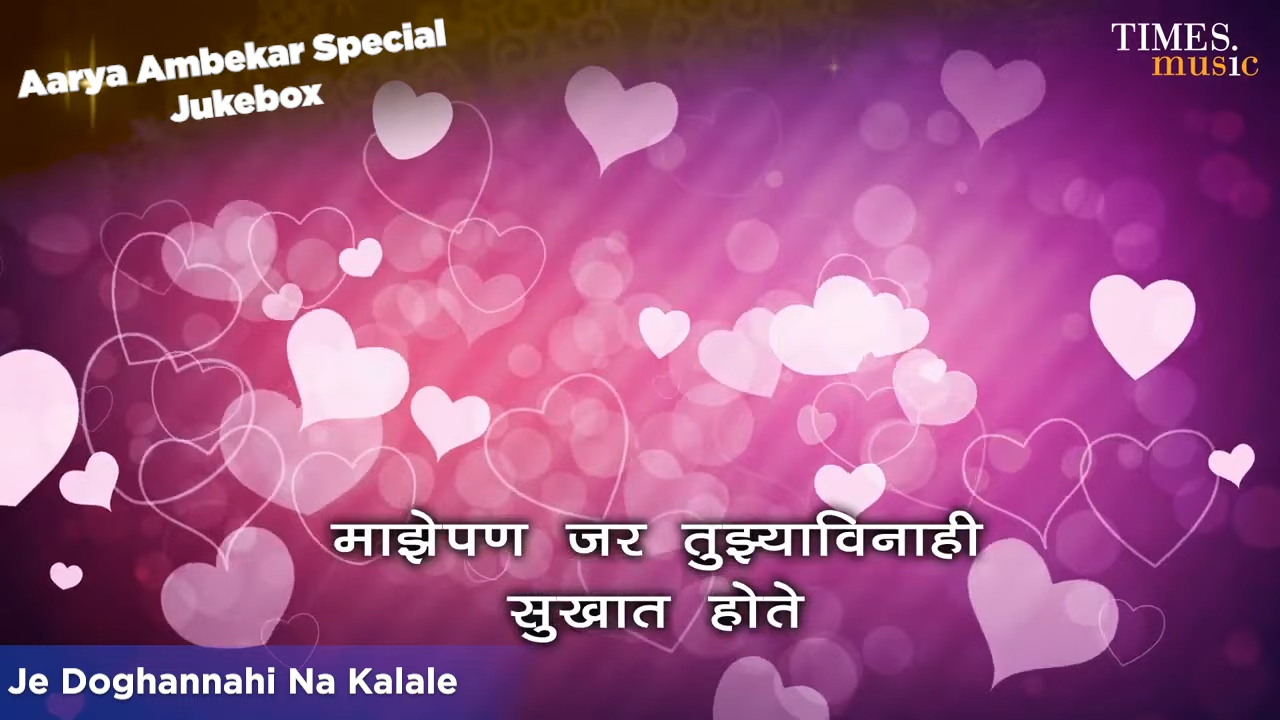 Aarya Ambekar Special
Jukebox
TIMES.
music
माझेपण जर तुझ्याविनाही
सुखात होते
Je Doghannahi Na Kalale